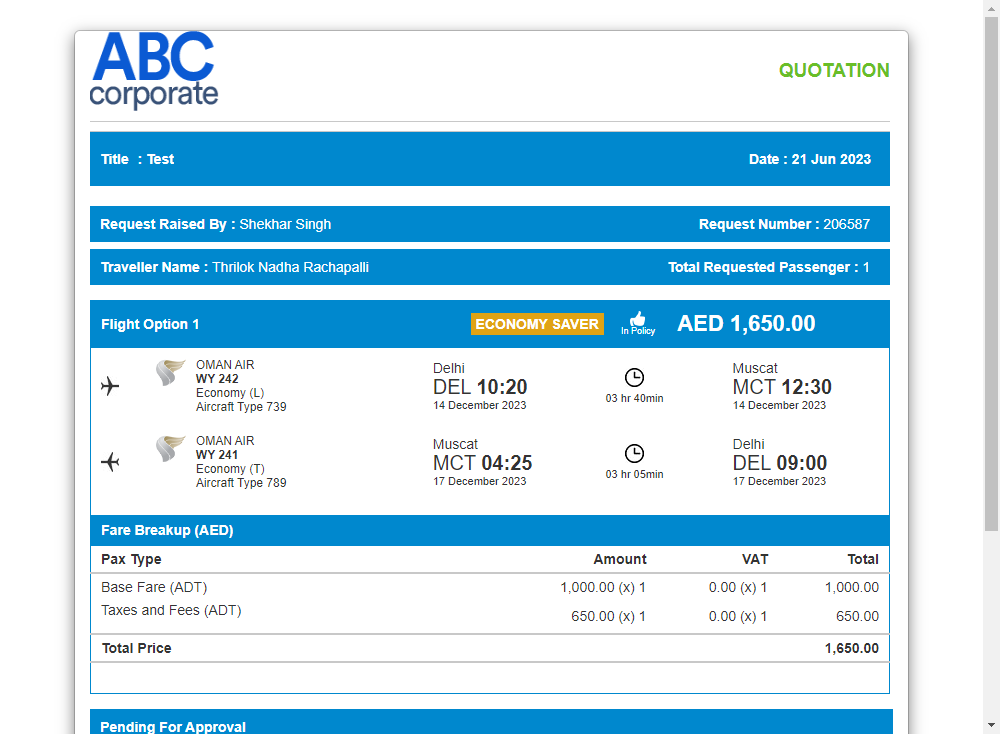 ABC
corporate
QUOTATION
Title : Test
Date : 21 Jun 2023
Request Raised By : Shekhar Singh
Request Number : 206587
Traveller Name : Thrilok Nadha Rachapalli
Total Requested Passenger : 1
Flight Option 1
ECONOMY SAVER
In Policy
AED 1,650.00
OMAN AIR
WY 242
Economy (L)
Aircraft Type 739
Delhi
DEL 10:20
14 December 2023
03 hr 40min
Muscat
MCT 12:30
14 December 2023
OMAN AIR
WY 241
Economy (T)
Aircraft Type 789
Muscat
MCT 04:25
17 December 2023
03 hr 05min
Delhi
DEL 09:00
17 December 2023
Fare Breakup (AED)
Pax Type Amount VAT Total
Base Fare (ADT) 1,000.00 (x) 1 0.00 (x) 1 1,000.00
Taxes and Fees (ADT) 650.00 (x) 1 0.00 (x) 1 650.00
Total Price 1,650.00
Pending For Approval